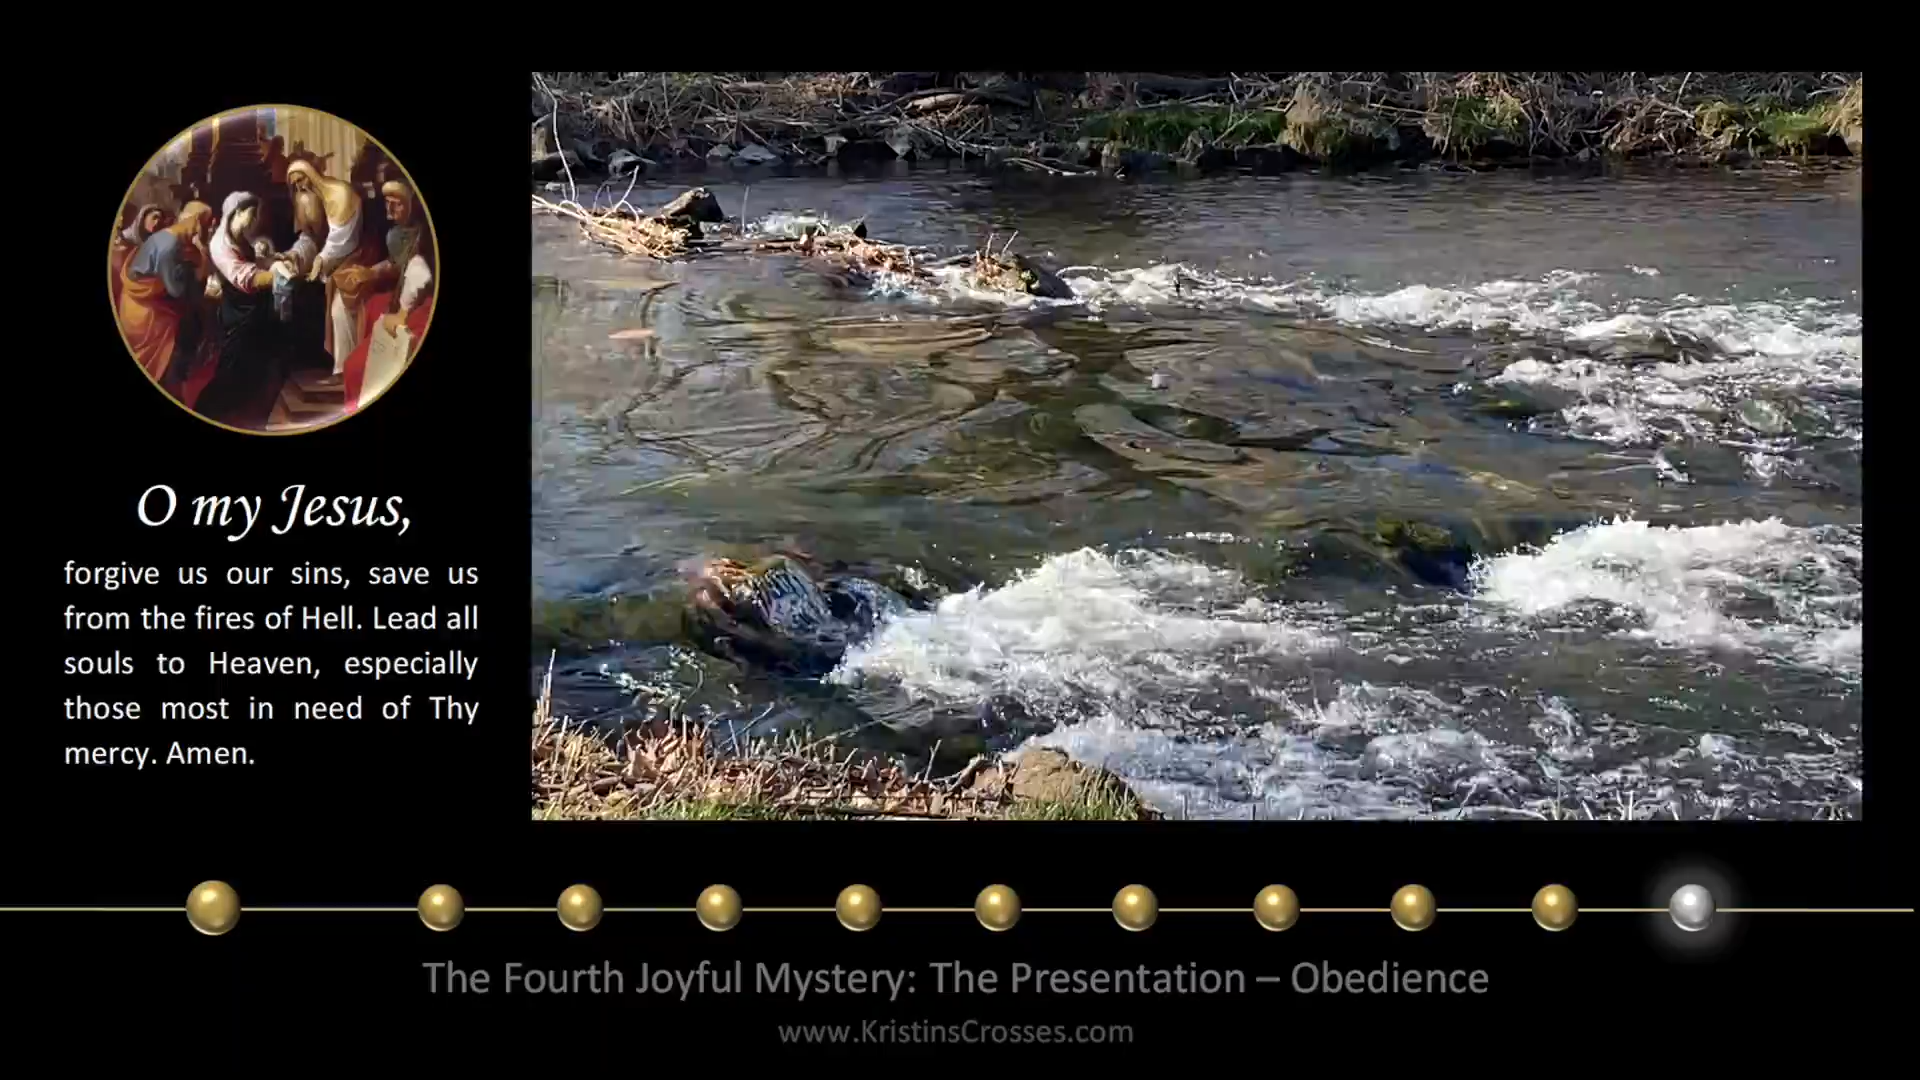 O my Jesus,
forgive us our sins, save us
from the fires of Hell. Lead all
souls to Heaven, especially
those most in need of Thy
mercy. Amen.
The Fourth Joyful Mystery: The Presentation – Obedience
www.KristinsCrosses.com